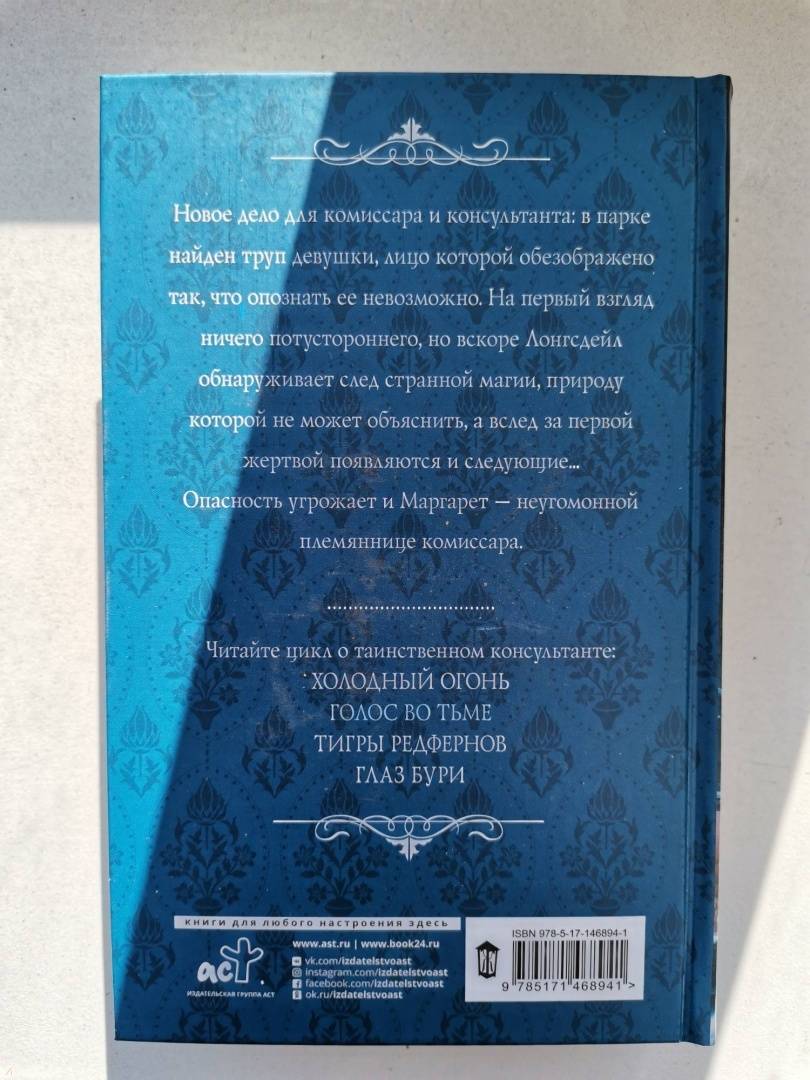 Новое дело для комиссара и консультанта: в парке
найден труп девушки, лицо которой обезображено
так, что опознать ее невозможно. На первый взгляд
ничего потустороннего, но вскоре Лонгсдейл
обнаруживает след странной магии, природу
которой не может объяснить, а вслед за первой
жертвой появляются и следующие...
Опасность угрожает и Маргарет — неугомонной
племяннице комиссара.
Читайте цикл о таинственном консультанте:
ХОЛОДНЫЙ ОГОНЬ
ГОЛОС ВО ТЬМЕ
ТИГРЫ РЕДФЕРНОВ
ГЛАЗ БУРИ
книги для любого настроения здесь
www.ast.ru | www.book24.ru
vk.com/izdatelstvoast
instagram.com/izdatelstvoast
facebook.com/izdatelstvoast
ok.ru/izdatelstvoast
аст.
ИЗДАТЕЛЬСКАЯ ГРУППА АСТ
ISBN 978-5-17-146894-1
9 785171 468941 >